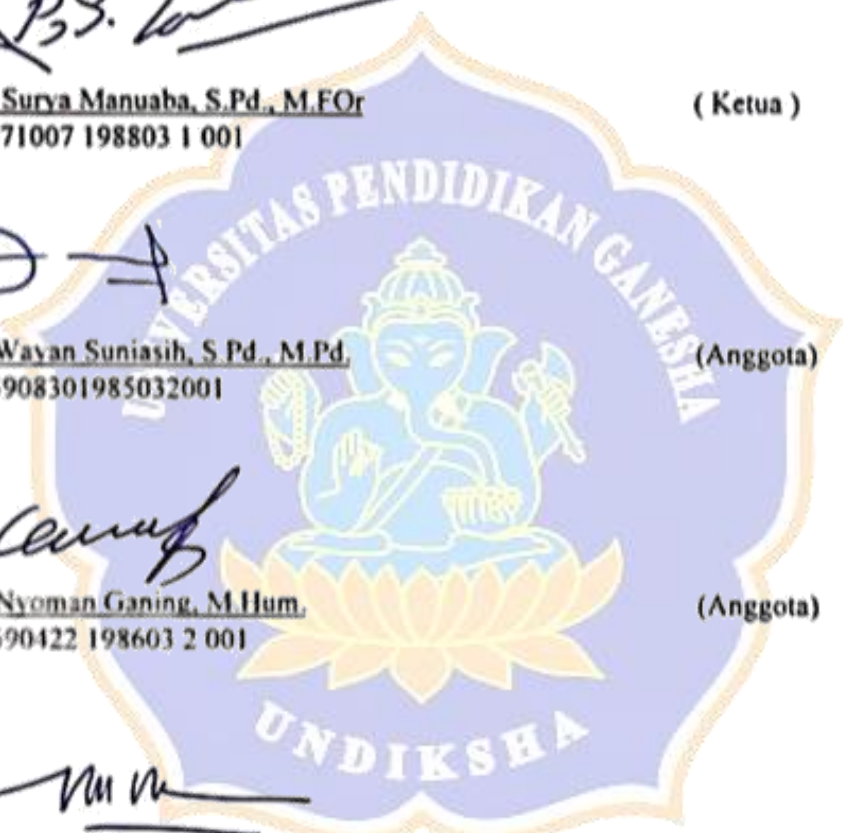 Surya Manuaba, S.Pd., M.FOr ( Ketua )
71007 198803 1 001
UNIVERSITAS PENDIDIKAN GANESHA
Wayan Suniasih, S.Pd., M.Pd. (Anggota)
5908301985032001
Nyoman Ganing, M.Hum. (Anggota)
590422 198603 2 001
UNDIKSHA